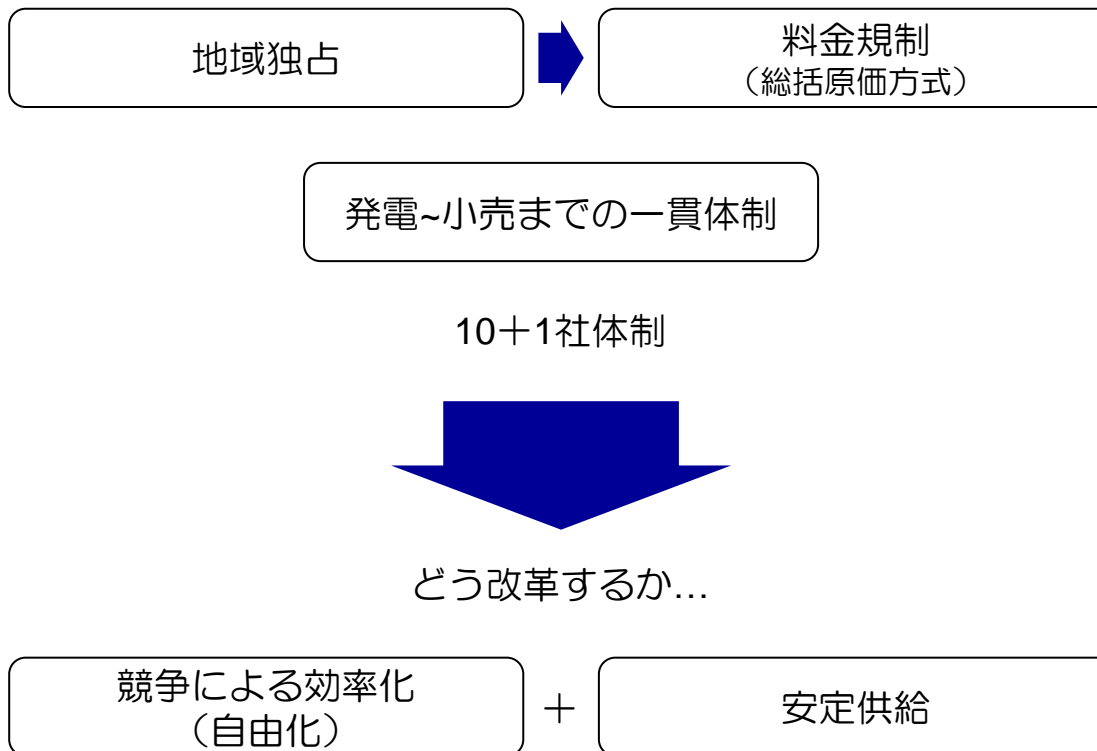 地域独占
料金規制
（総括原価方式）
発電~小売までの一貫体制
10＋1社体制
どう改革するか…
競争による効率化
（自由化）
＋
安定供給